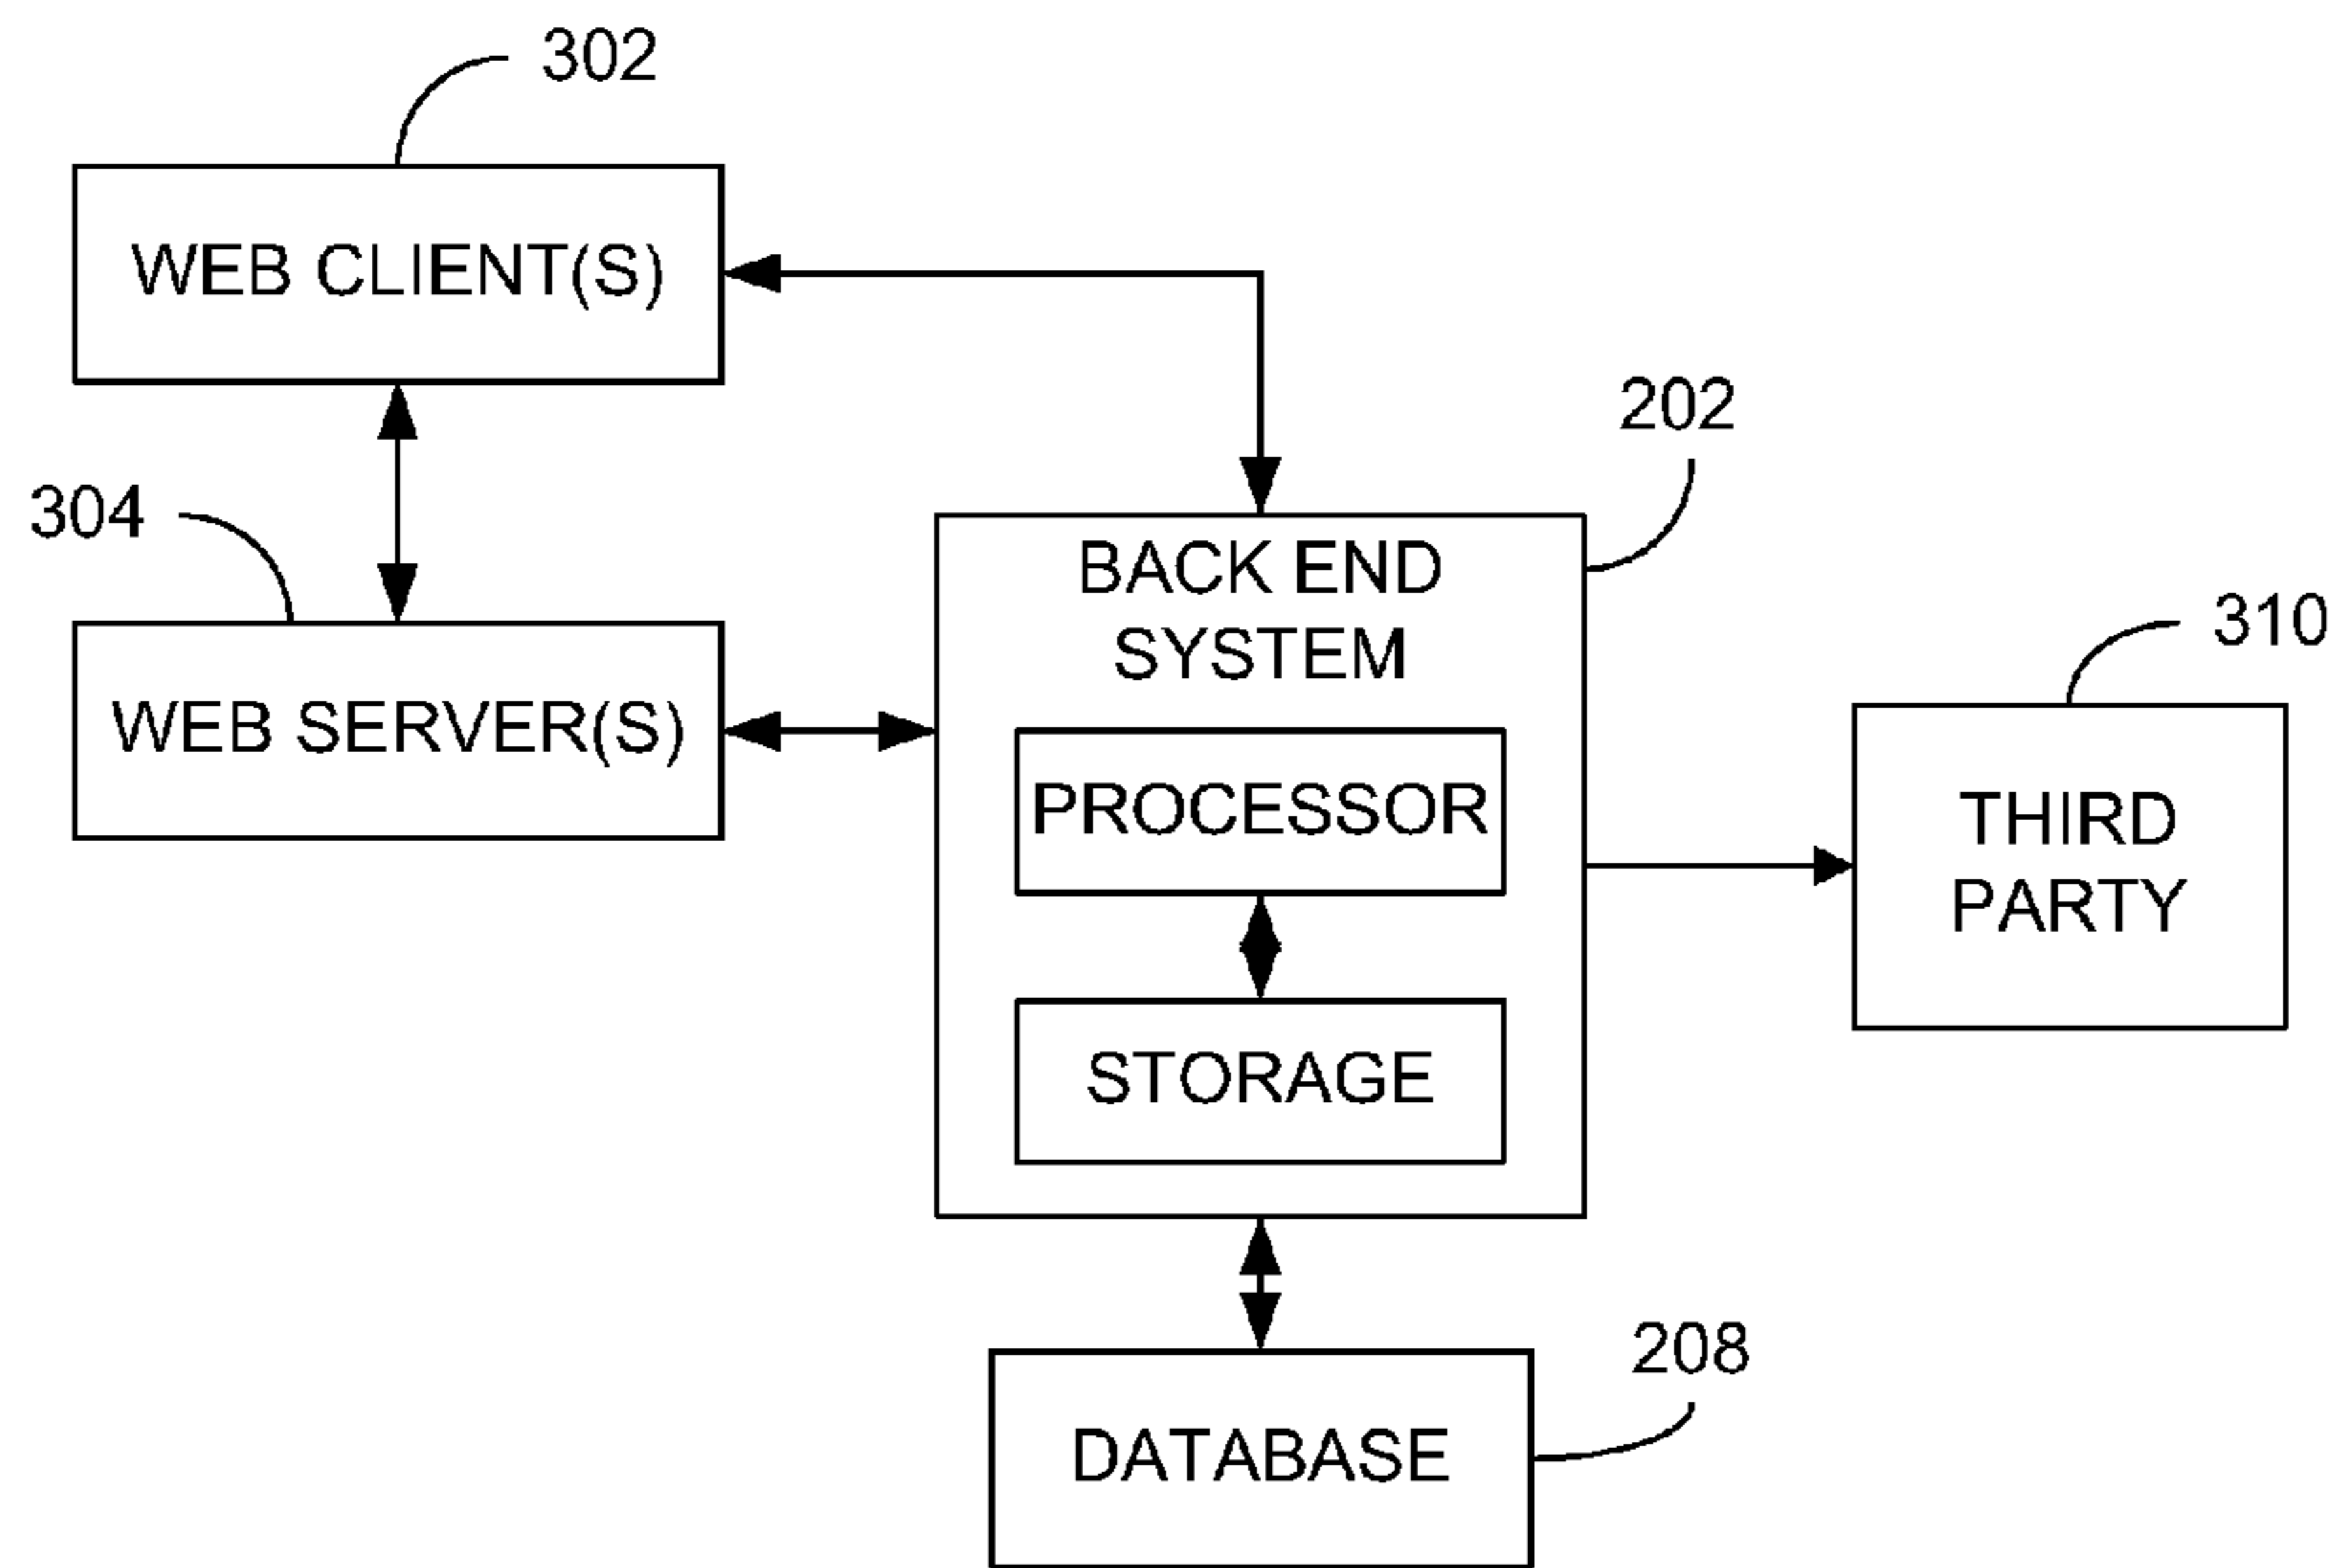 302
WEB CLIENT(S)
202
304
BACK END
SYSTEM
310
WEB SERVER(S)
PROCESSOR
THIRD
PARTY
STORAGE
208
DATABASE